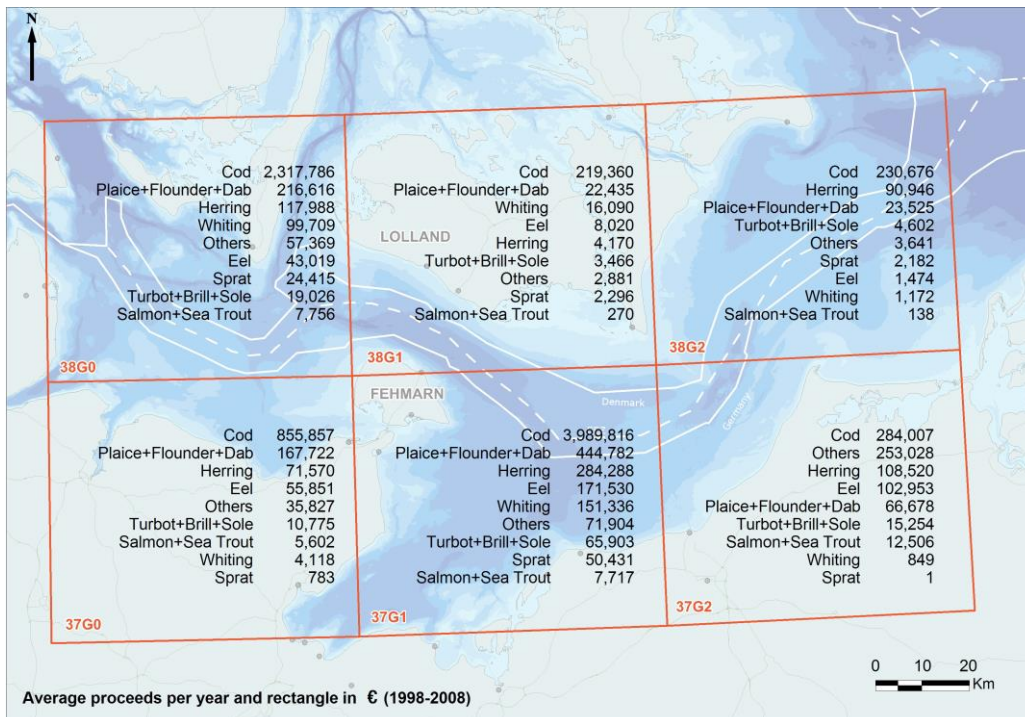 N
Cod 2,317,786
Plaice+Flounder+Dab 216,616
Herring 117,988
Whiting 99,709
Others 57,369
Eel 43,019
Sprat 24,415
Turbot+Brill+Sole 19,026
Salmon+Sea Trout 7,756
38G0
Cod 219,360
Plaice+Flounder+Dab 22,435
Whiting 16,090
Eel 8,020
Herring 4,170
Turbot+Brill+Sole 3,466
Others 2,881
Sprat 2,296
Salmon+Sea Trout 270
LOLLAND
38G1
Cod 230,676
Herring 90,946
Plaice+Flounder+Dab 23,525
Turbot+Brill+Sole 4,602
Others 3,641
Sprat 2,182
Eel 1,474
Whiting 1,172
Salmon+Sea Trout 138
38G2
Cod 855,857
Plaice+Flounder+Dab 167,722
Herring 71,570
Eel 55,851
Others 35,827
Turbot+Brill+Sole 10,775
Salmon+Sea Trout 5,602
Whiting 4,118
Sprat 783
37G0
FEHMARN
Denmark
Germany
Cod 3,989,816
Plaice+Flounder+Dab 444,782
Herring 284,288
Eel 171,530
Whiting 151,336
Others 71,904
Turbot+Brill+Sole 65,903
Sprat 50,431
Salmon+Sea Trout 7,717
37G1
Cod 284,007
Others 253,028
Herring 108,520
Eel 102,953
Plaice+Flounder+Dab 66,678
Turbot+Brill+Sole 15,254
Salmon+Sea Trout 12,506
Whiting 849
Sprat 1
37G2
Average proceeds per year and rectangle in € (1998-2008)
0 10 20
Km